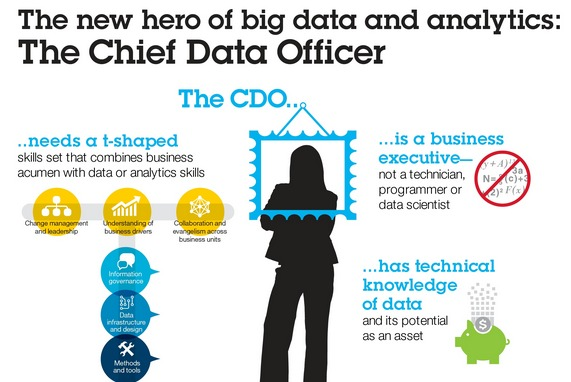 The new hero of big data and analytics:
The Chief Data Officer
The CDO...
..needs a t-shaped
skills set that combines business
acumen with data or analytics skills
Change management
and leadership
Understanding of
business drivers
Collaboration and
evangelism across
business units
Information
governance
Data
infrastructure
and design
Methods
and tools
...is a business
executive—
not a technician,
programmer or
data scientist
...has technical
knowledge
of data
and its potential
as an asset
$